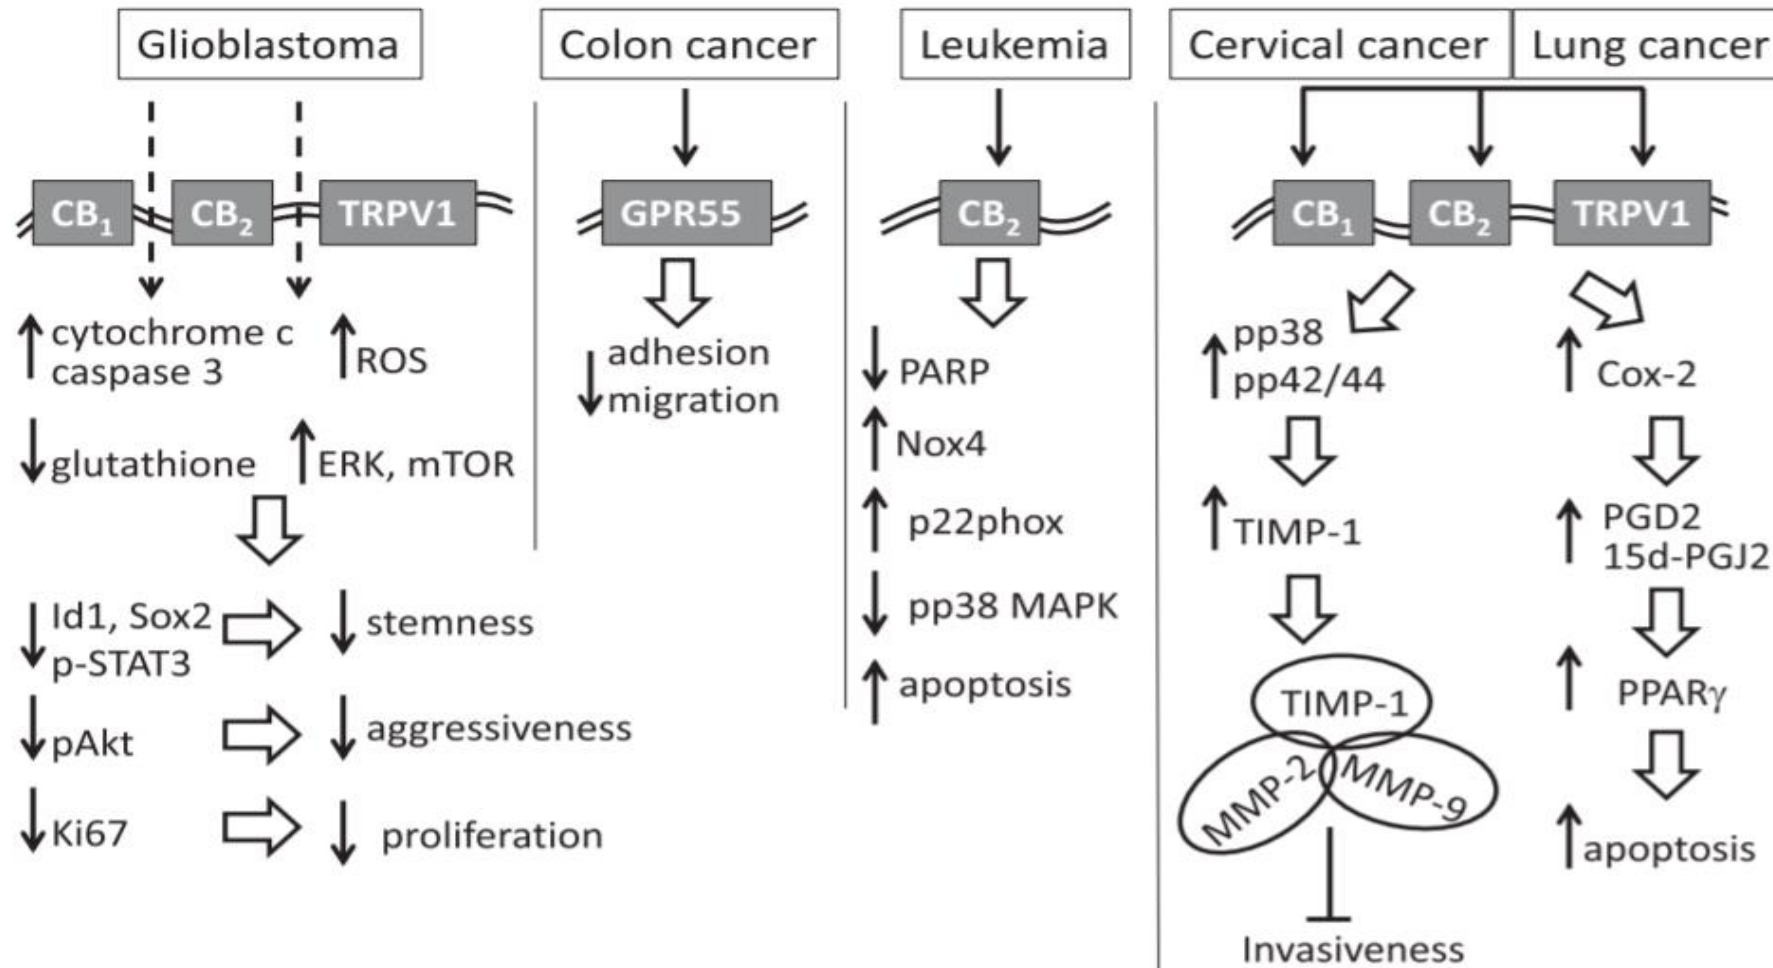 Glioblastoma
CB₁
CB₂
TRPV1
cytochrome c
caspase 3
ROS
glutathione
ERK, mTOR
Id1, Sox2
p-STAT3
stemness
pAkt
aggressiveness
Ki67
proliferation
Colon cancer
GPR55
adhesion
migration
Leukemia
CB₂
PARP
Nox4
p22phox
pp38 MAPK
apoptosis
Cervical cancer
Lung cancer
CB₁
CB₂
TRPV1
pp38
pp42/44
TIMP-1
TIMP-1
MMP-2
MMP-9
Invasiveness
Cox-2
PGD2
15d-PGJ2
PPARγ
apoptosis